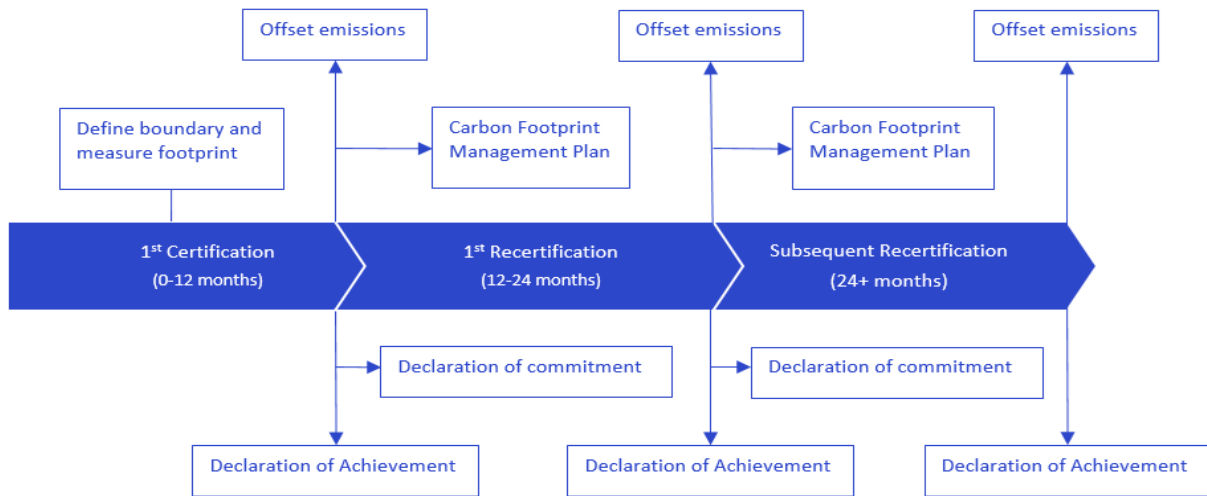 Offset emissions
Offset emissions
Offset emissions
Define boundary and
measure footprint
Carbon Footprint
Management Plan
Carbon Footprint
Management Plan
1st Certification
(0-12 months)
1st Recertification
(12-24 months)
Subsequent Recertification
(24+ months)
Declaration of commitment
Declaration of commitment
Declaration of Achievement
Declaration of Achievement
Declaration of Achievement